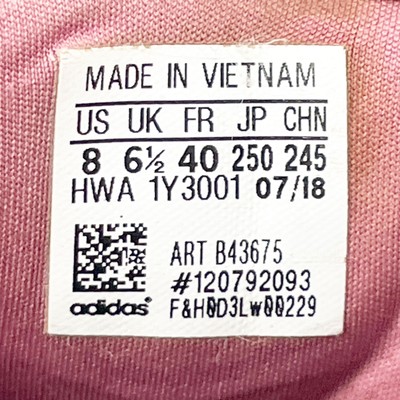 MADE IN VIETNAM
US UK FR JP CHN
8 6½ 40 250 245
HWA 1Y3001 07/18
ART B43675
#120792093
adidas®